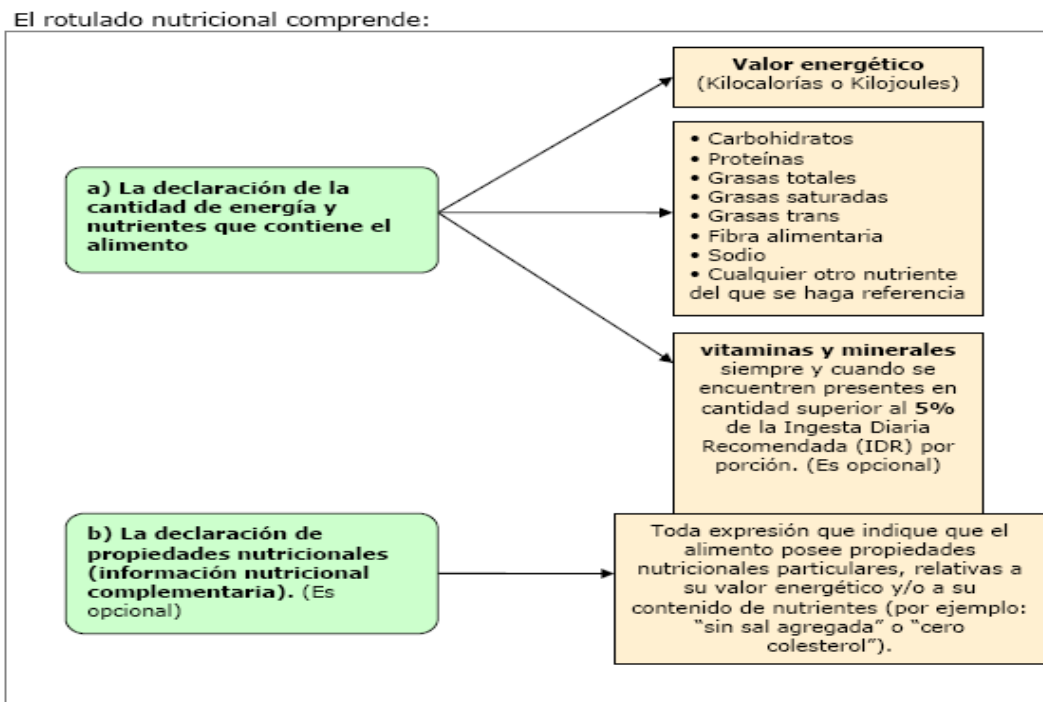 El rotulado nutricional comprende:
a) La declaración de la
cantidad de energía y
nutrientes que contiene el
alimento
Valor energético
(Kilocalorías o Kilojoules)
• Carbohidratos
• Proteínas
• Grasas totales
• Grasas saturadas
• Grasas trans
• Fibra alimentaria
• Sodio
• Cualquier otro nutriente
del que se haga referencia
vitaminas y minerales
siempre y cuando se
encuentren presentes en
cantidad superior al 5%
de la Ingesta Diaria
Recomendada (IDR) por
porción. (Es opcional)
b) La declaración de
propiedades nutricionales
(información nutricional
complementaria). (Es
opcional)
Toda expresión que indique que el
alimento posee propiedades
nutricionales particulares, relativas a
su valor energético y/o a su
contenido de nutrientes (por ejemplo:
“sin sal agregada” o “cero
colesterol”).